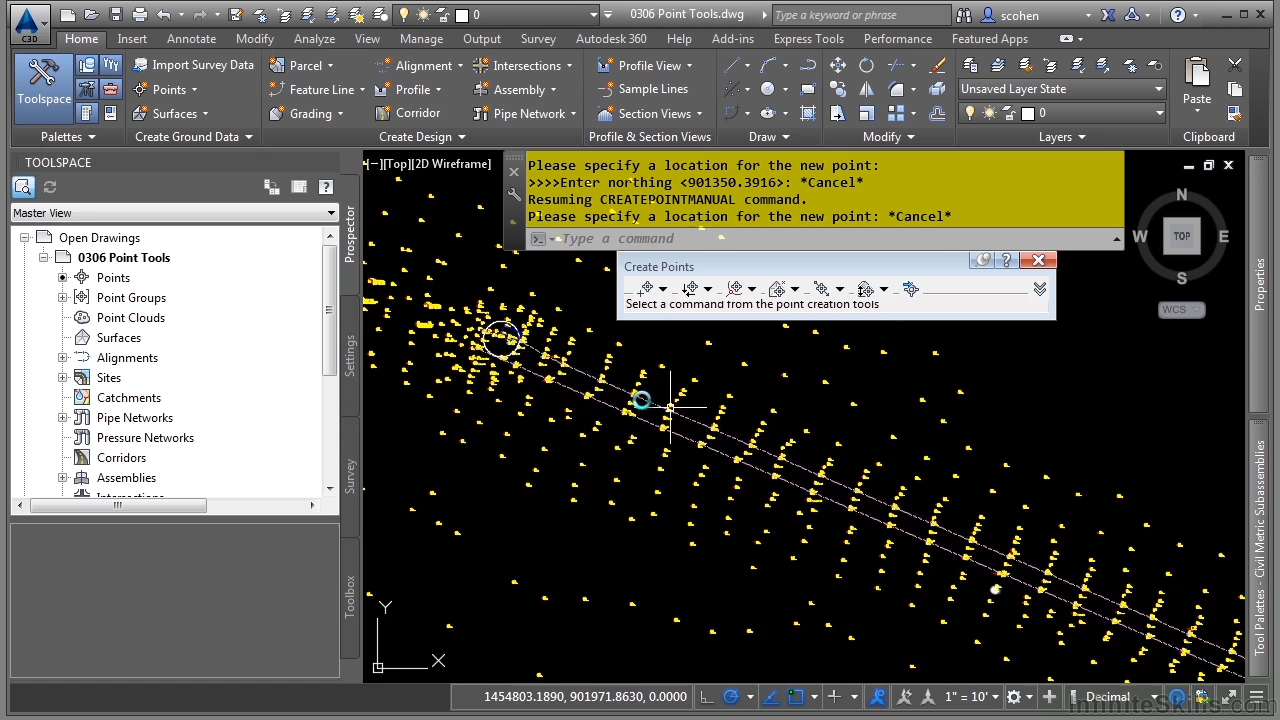 0
0306 Point Tools.dwg
Type a keyword or phrase
scohen
C3D
Home Insert Annotate Modify Analyze View Manage Output Survey Autodesk 360 Help Add-ins Express Tools Performance Featured Apps
Toolspace
Import Survey Data
Points
Surfaces
Parcel
Feature Line
Grading
Alignment
Profile
Corridor
Intersections
Assembly
Pipe Network
Profile View
Sample Lines
Section Views
Unsaved Layer State
0
Paste
Palettes
Create Ground Data
Create Design
Profile & Section Views
Draw
Modify
Layers
Clipboard
TOOLSPACE
Master View
Open Drawings
0306 Point Tools
Points
Point Groups
Point Clouds
Surfaces
Alignments
Sites
Catchments
Pipe Networks
Pressure Networks
Corridors
Assemblies
Intersections
Prospector
Settings
Survey
Toolbox
[−][Top][2D Wireframe]
Please specify a location for the new point:
>>>>Enter northing <901350.3916>: *Cancel*
Resuming CREATEPOINTMANUAL command.
Please specify a location for the new point: *Cancel*
Type a command
Create Points
Select a command from the point creation tools
N
W
TOP
E
S
WCS
Properties
Tool Palettes - Civil Metric Subassemblies
Y
X
1454803.1890, 901971.8630, 0.0000
1" = 10'
Decimal
InfiniteSkills.com